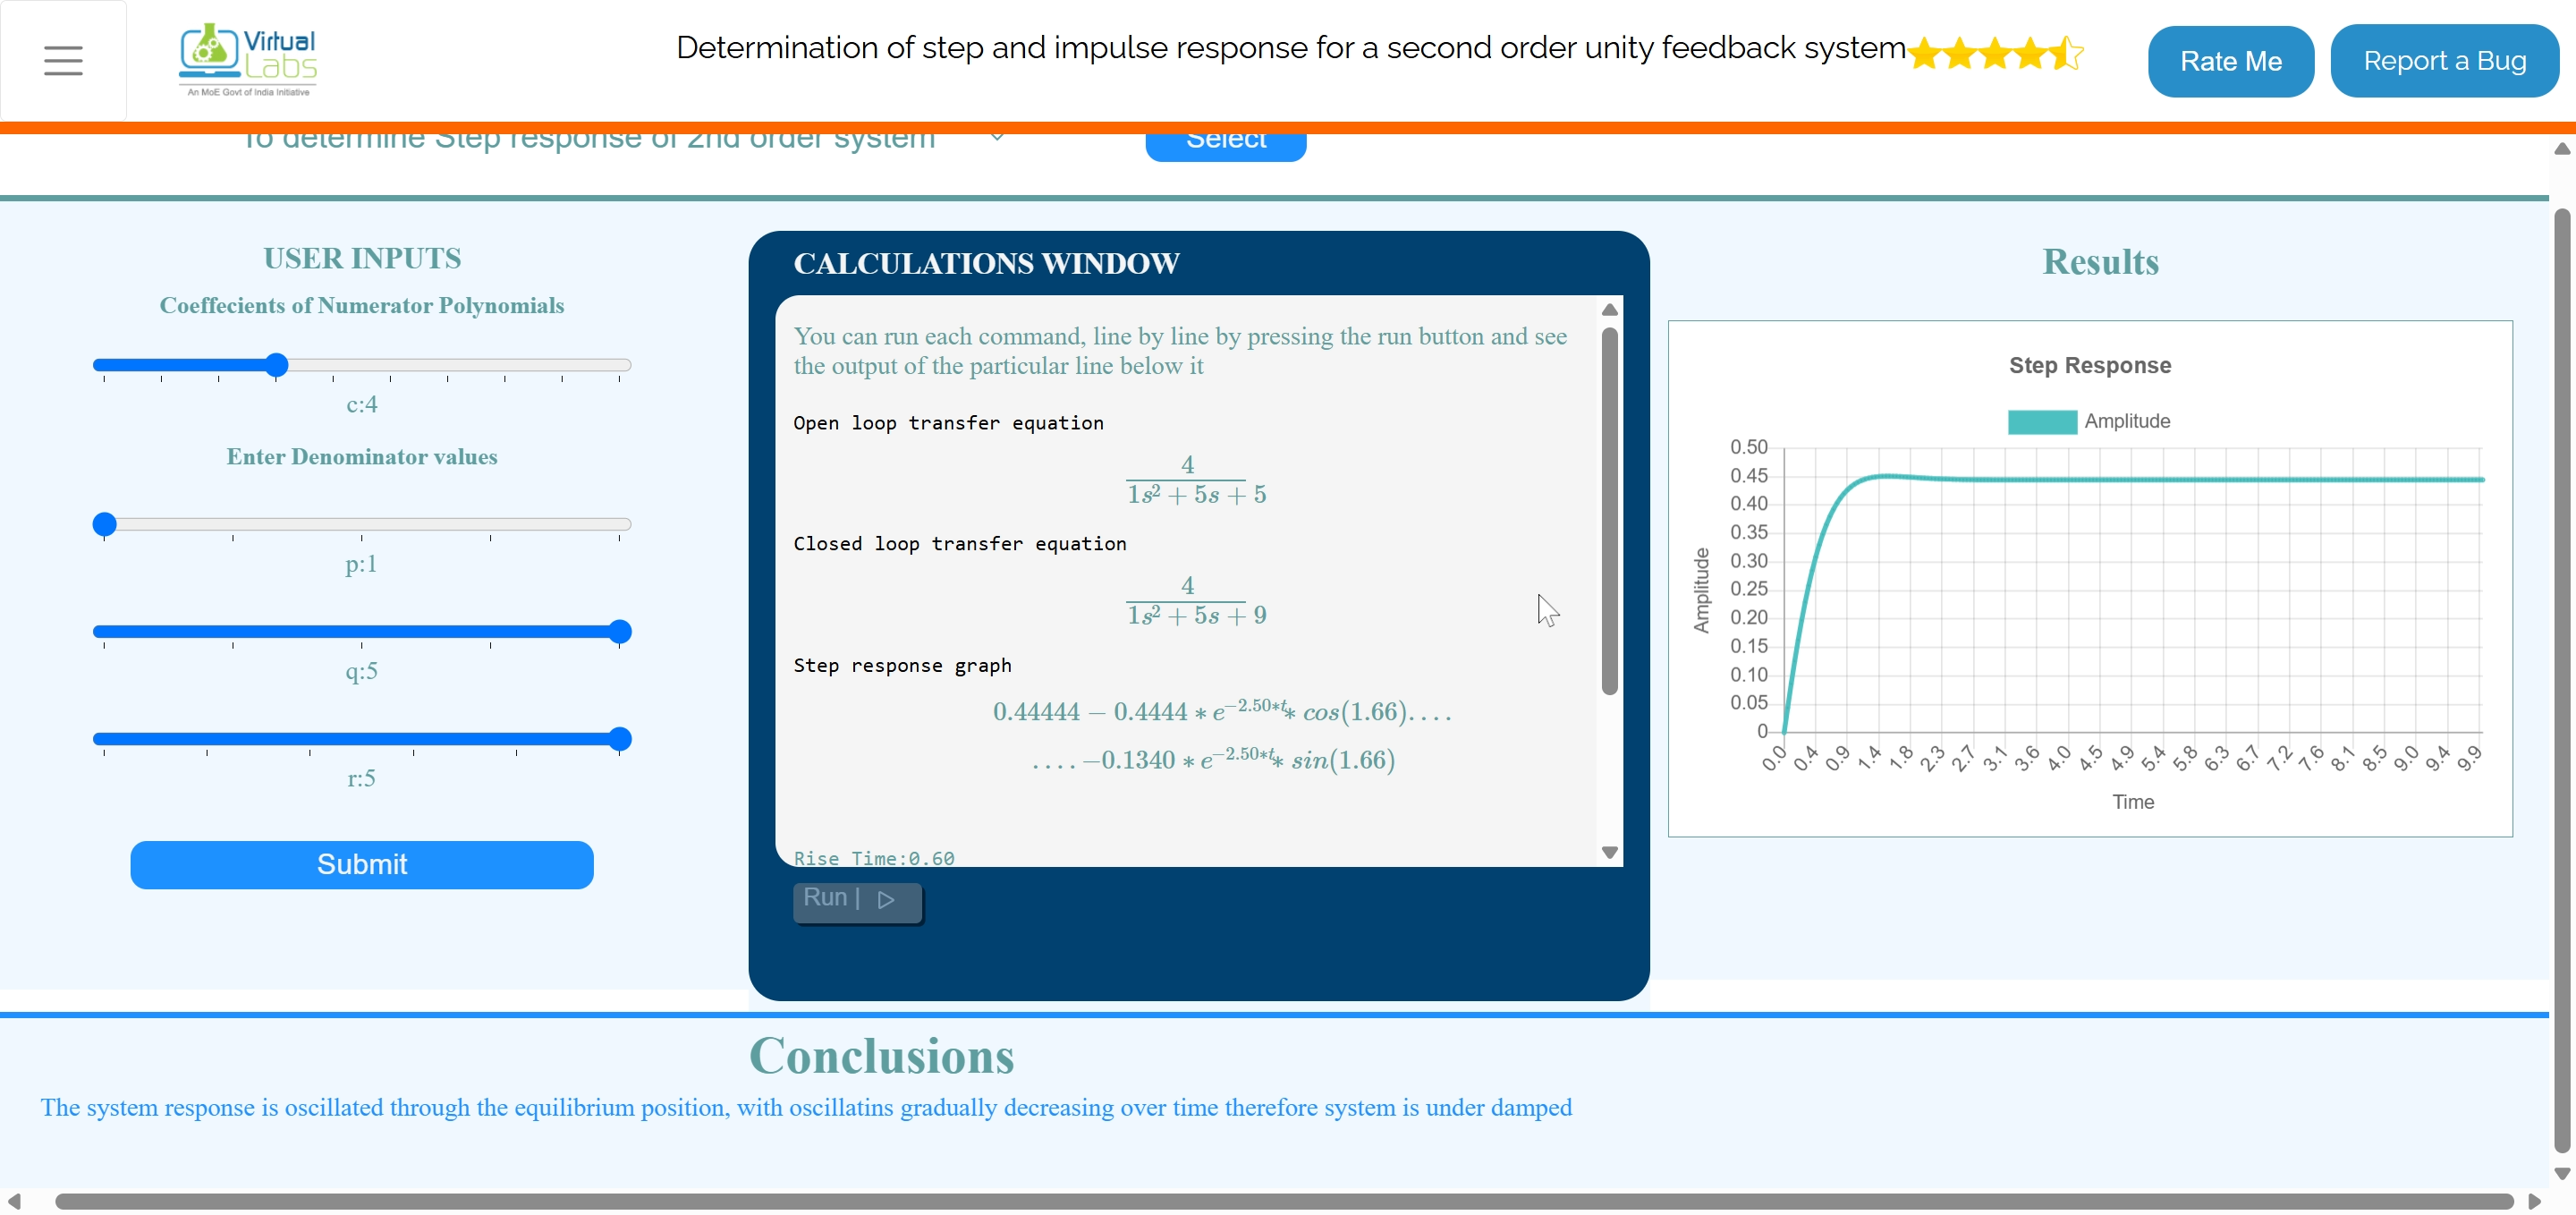 Virtual
Labs
An MoE Govt of India Initiative
Determination of step and impulse response for a second order unity feedback system
Rate Me
Report a Bug
To determine Step response of 2nd order system
Select
USER INPUTS
Coeffecients of Numerator Polynomials
c:4
Enter Denominator values
p:1
q:5
r:5
Submit
CALCULATIONS WINDOW
You can run each command, line by line by pressing the run button and see
the output of the particular line below it
Open loop transfer equation
4
1s² + 5s + 5
Closed loop transfer equation
4
1s² + 5s + 9
Step response graph
0.44444 − 0.4444 ∗ e^−2.50∗t ∗ cos(1.66)....
....−0.1340 ∗ e^−2.50∗t ∗ sin(1.66)
Rise Time:0.60
Run |
Results
Step Response
Amplitude
0.50
0.45
0.40
0.35
0.30
0.25
0.20
0.15
0.10
0.05
0
Amplitude
0.0 0.4 0.9 1.4 1.8 2.3 2.7 3.1 3.6 4.0 4.5 4.9 5.4 5.8 6.3 6.7 7.2 7.6 8.1 8.5 9.0 9.4 9.9
Time
Conclusions
The system response is oscillated through the equilibrium position, with oscillatins gradually decreasing over time therefore system is under damped